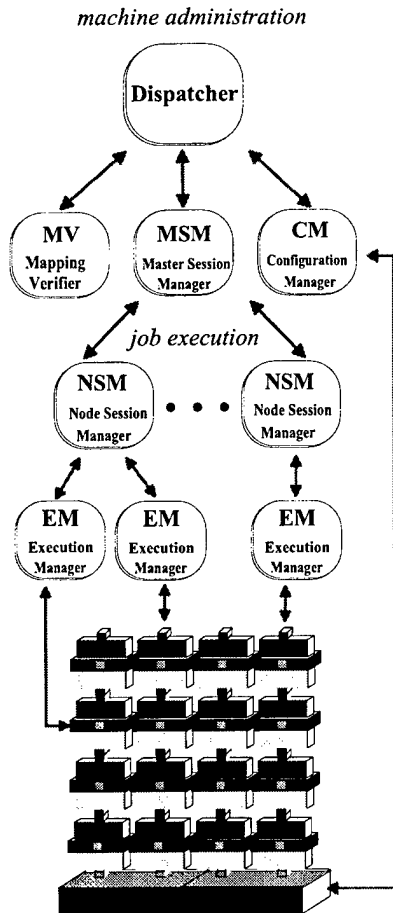 machine administration
Dispatcher
MV
Mapping
Verifier
MSM
Master Session
Manager
CM
Configuration
Manager
job execution
NSM
Node Session
Manager
NSM
Node Session
Manager
EM
Execution
Manager
EM
Execution
Manager
EM
Execution
Manager